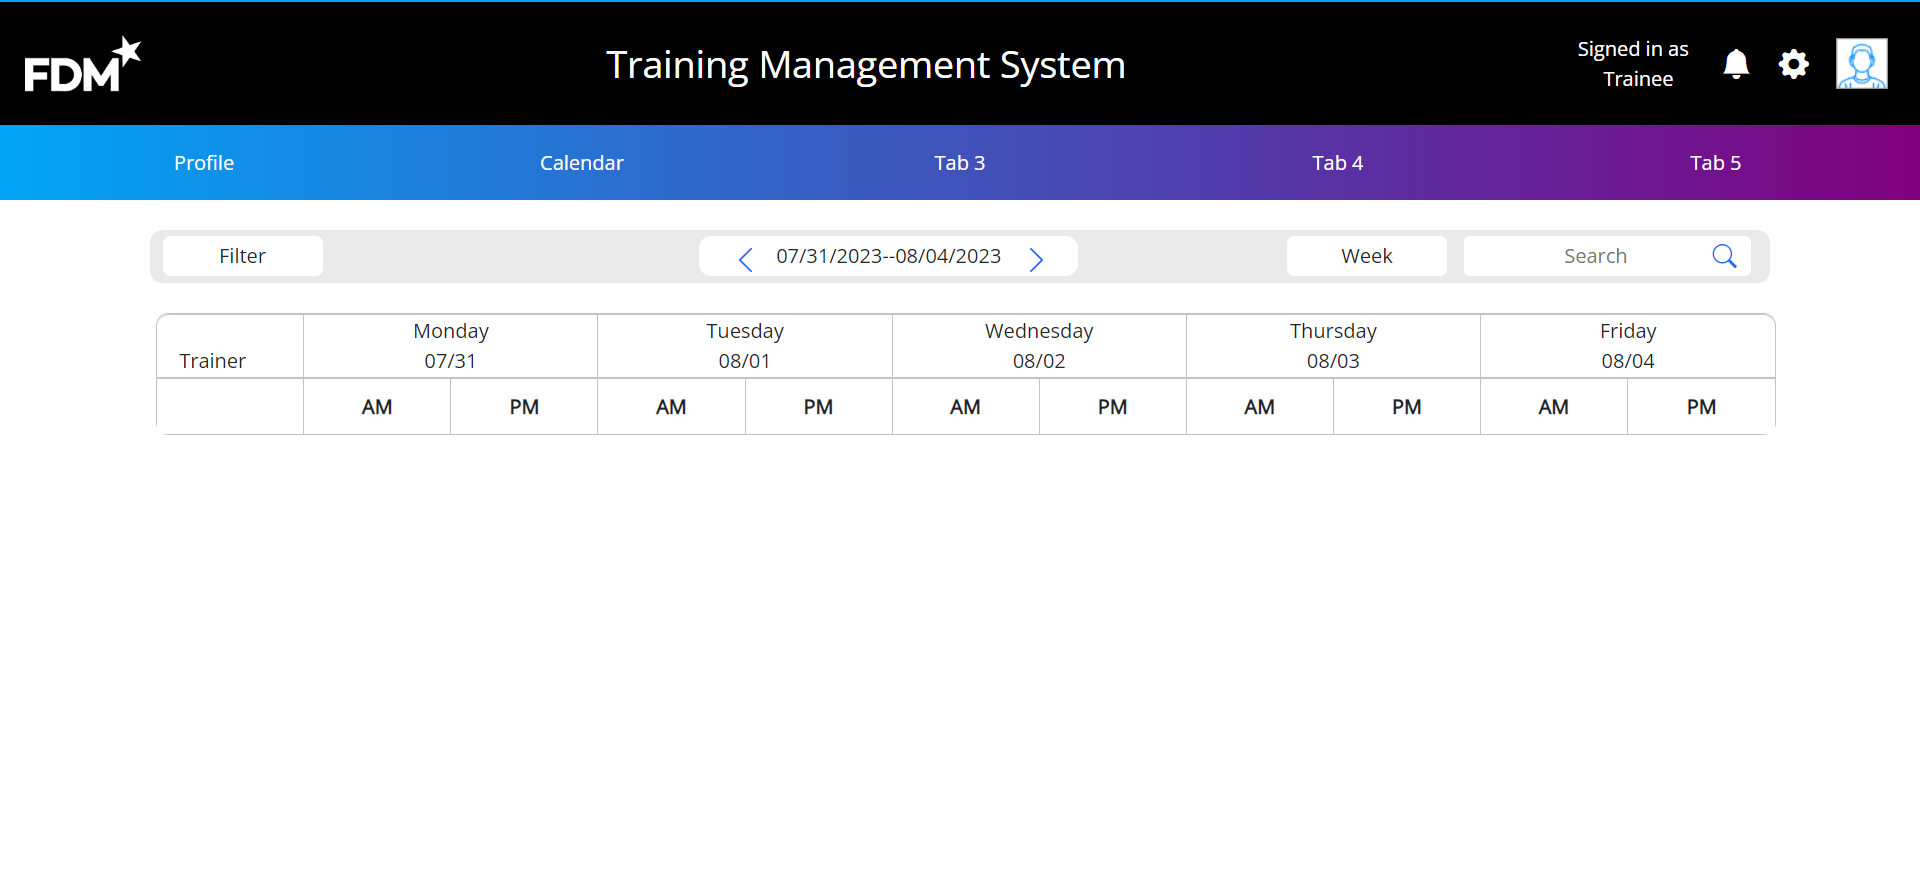 FDM
Training Management System
Signed in as
Trainee
Profile
Calendar
Tab 3
Tab 4
Tab 5
Filter
07/31/2023--08/04/2023
Week
Search
Trainer
Monday
07/31
Tuesday
08/01
Wednesday
08/02
Thursday
08/03
Friday
08/04
AM
PM
AM
PM
AM
PM
AM
PM
AM
PM